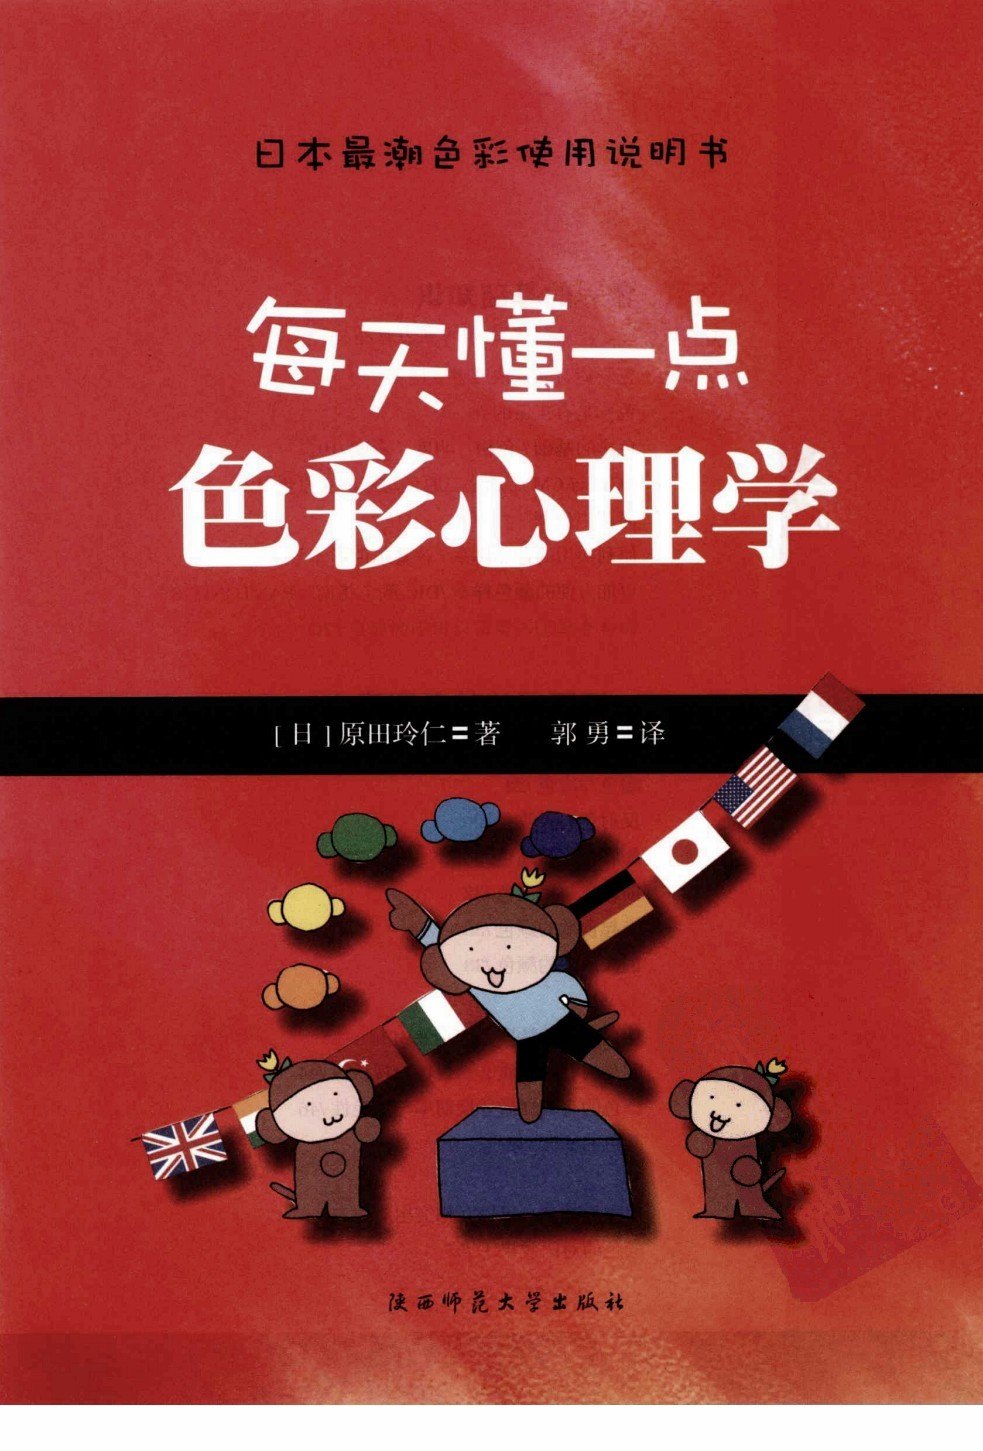 日本最潮色彩使用说明书
每天懂一点
色彩心理学
[日]原田玲仁=著 郭勇=译
陕西师范大学出版社